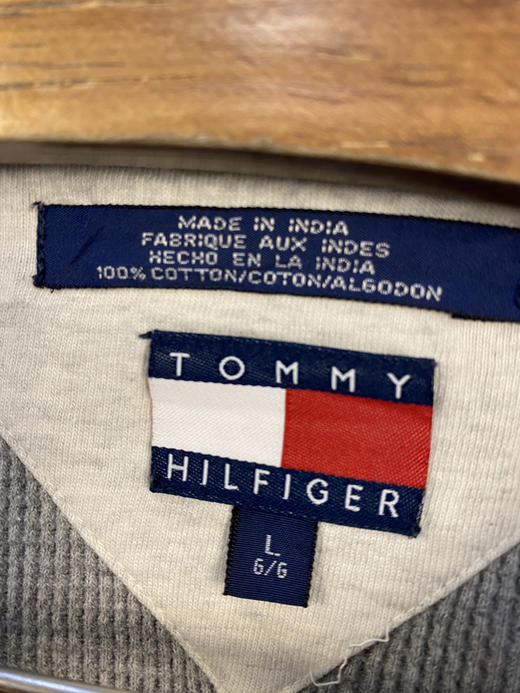 MADE IN INDIA
FABRIQUE AUX INDES
HECHO EN LA INDIA
100% COTTON/COTON/ALGODON
TOMMY
HILFIGER
L
G/G